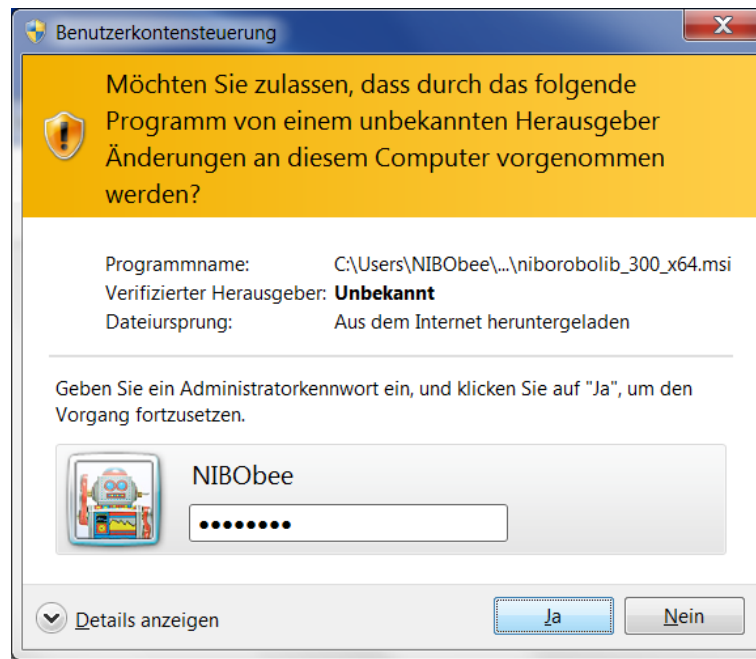 Benutzerkontensteuerung
Möchten Sie zulassen, dass durch das folgende
Programm von einem unbekannten Herausgeber
Änderungen an diesem Computer vorgenommen
werden?
Programmname: C:\Users\NIBObee\...\niborobolib_300_x64.msi
Verifizierter Herausgeber: Unbekannt
Dateiursprung: Aus dem Internet heruntergeladen
Geben Sie ein Administratorkennwort ein, und klicken Sie auf "Ja", um den
Vorgang fortzusetzen.
NIBObee
●●●●●●●●
Details anzeigen Ja Nein